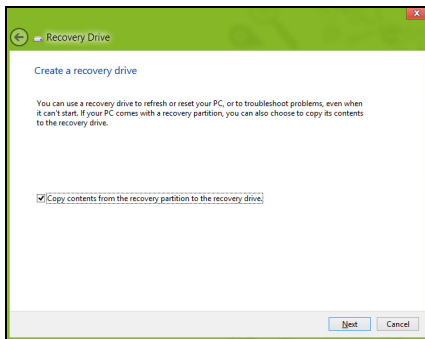 Recovery Drive
Create a recovery drive
You can use a recovery drive to refresh or reset your PC, or to troubleshoot problems, even when
it can't start. If your PC comes with a recovery partition, you can also choose to copy its contents
to the recovery drive.
Copy contents from the recovery partition to the recovery drive.
Next Cancel